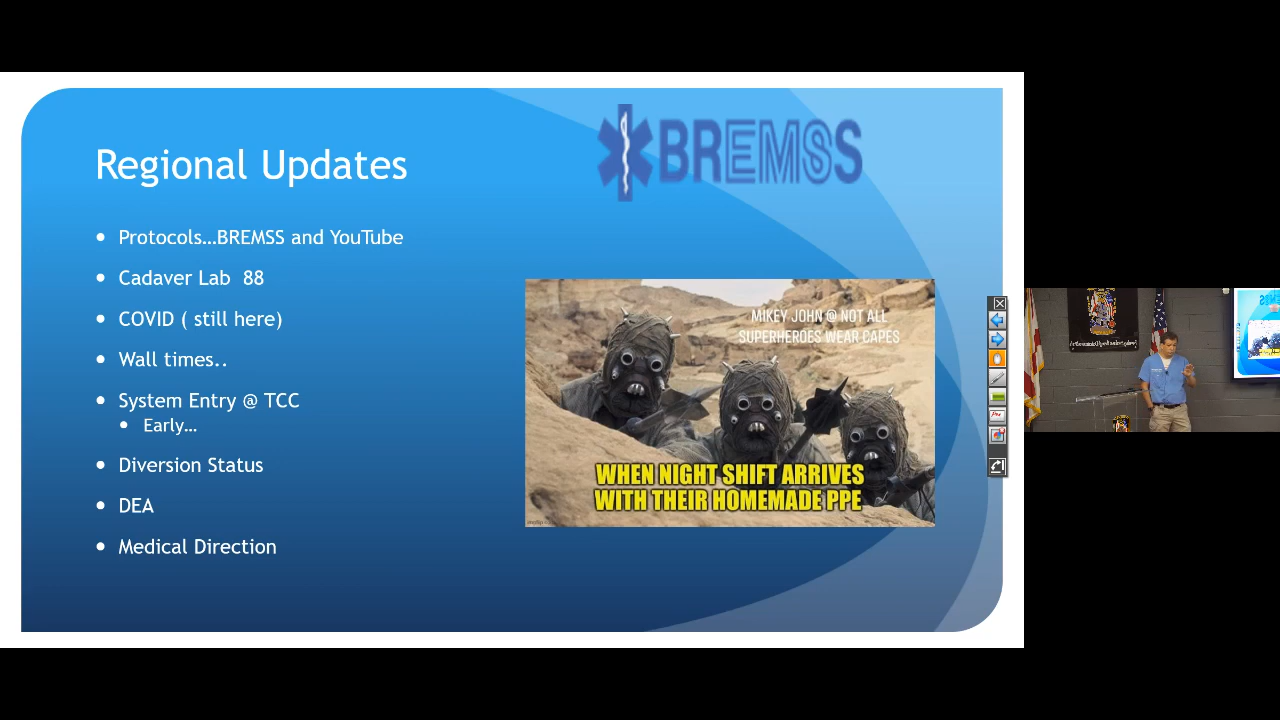 BREMSS
Regional Updates
Protocols...BREMSS and YouTube
Cadaver Lab 88
COVID ( still here)
Wall times..
System Entry @ TCC
Early...
Diversion Status
DEA
Medical Direction
MIKEY JOHN @ NOT ALL
SUPERHEROES WEAR CAPES
WHEN NIGHT SHIFT ARRIVES
WITH THEIR HOMEMADE PPE